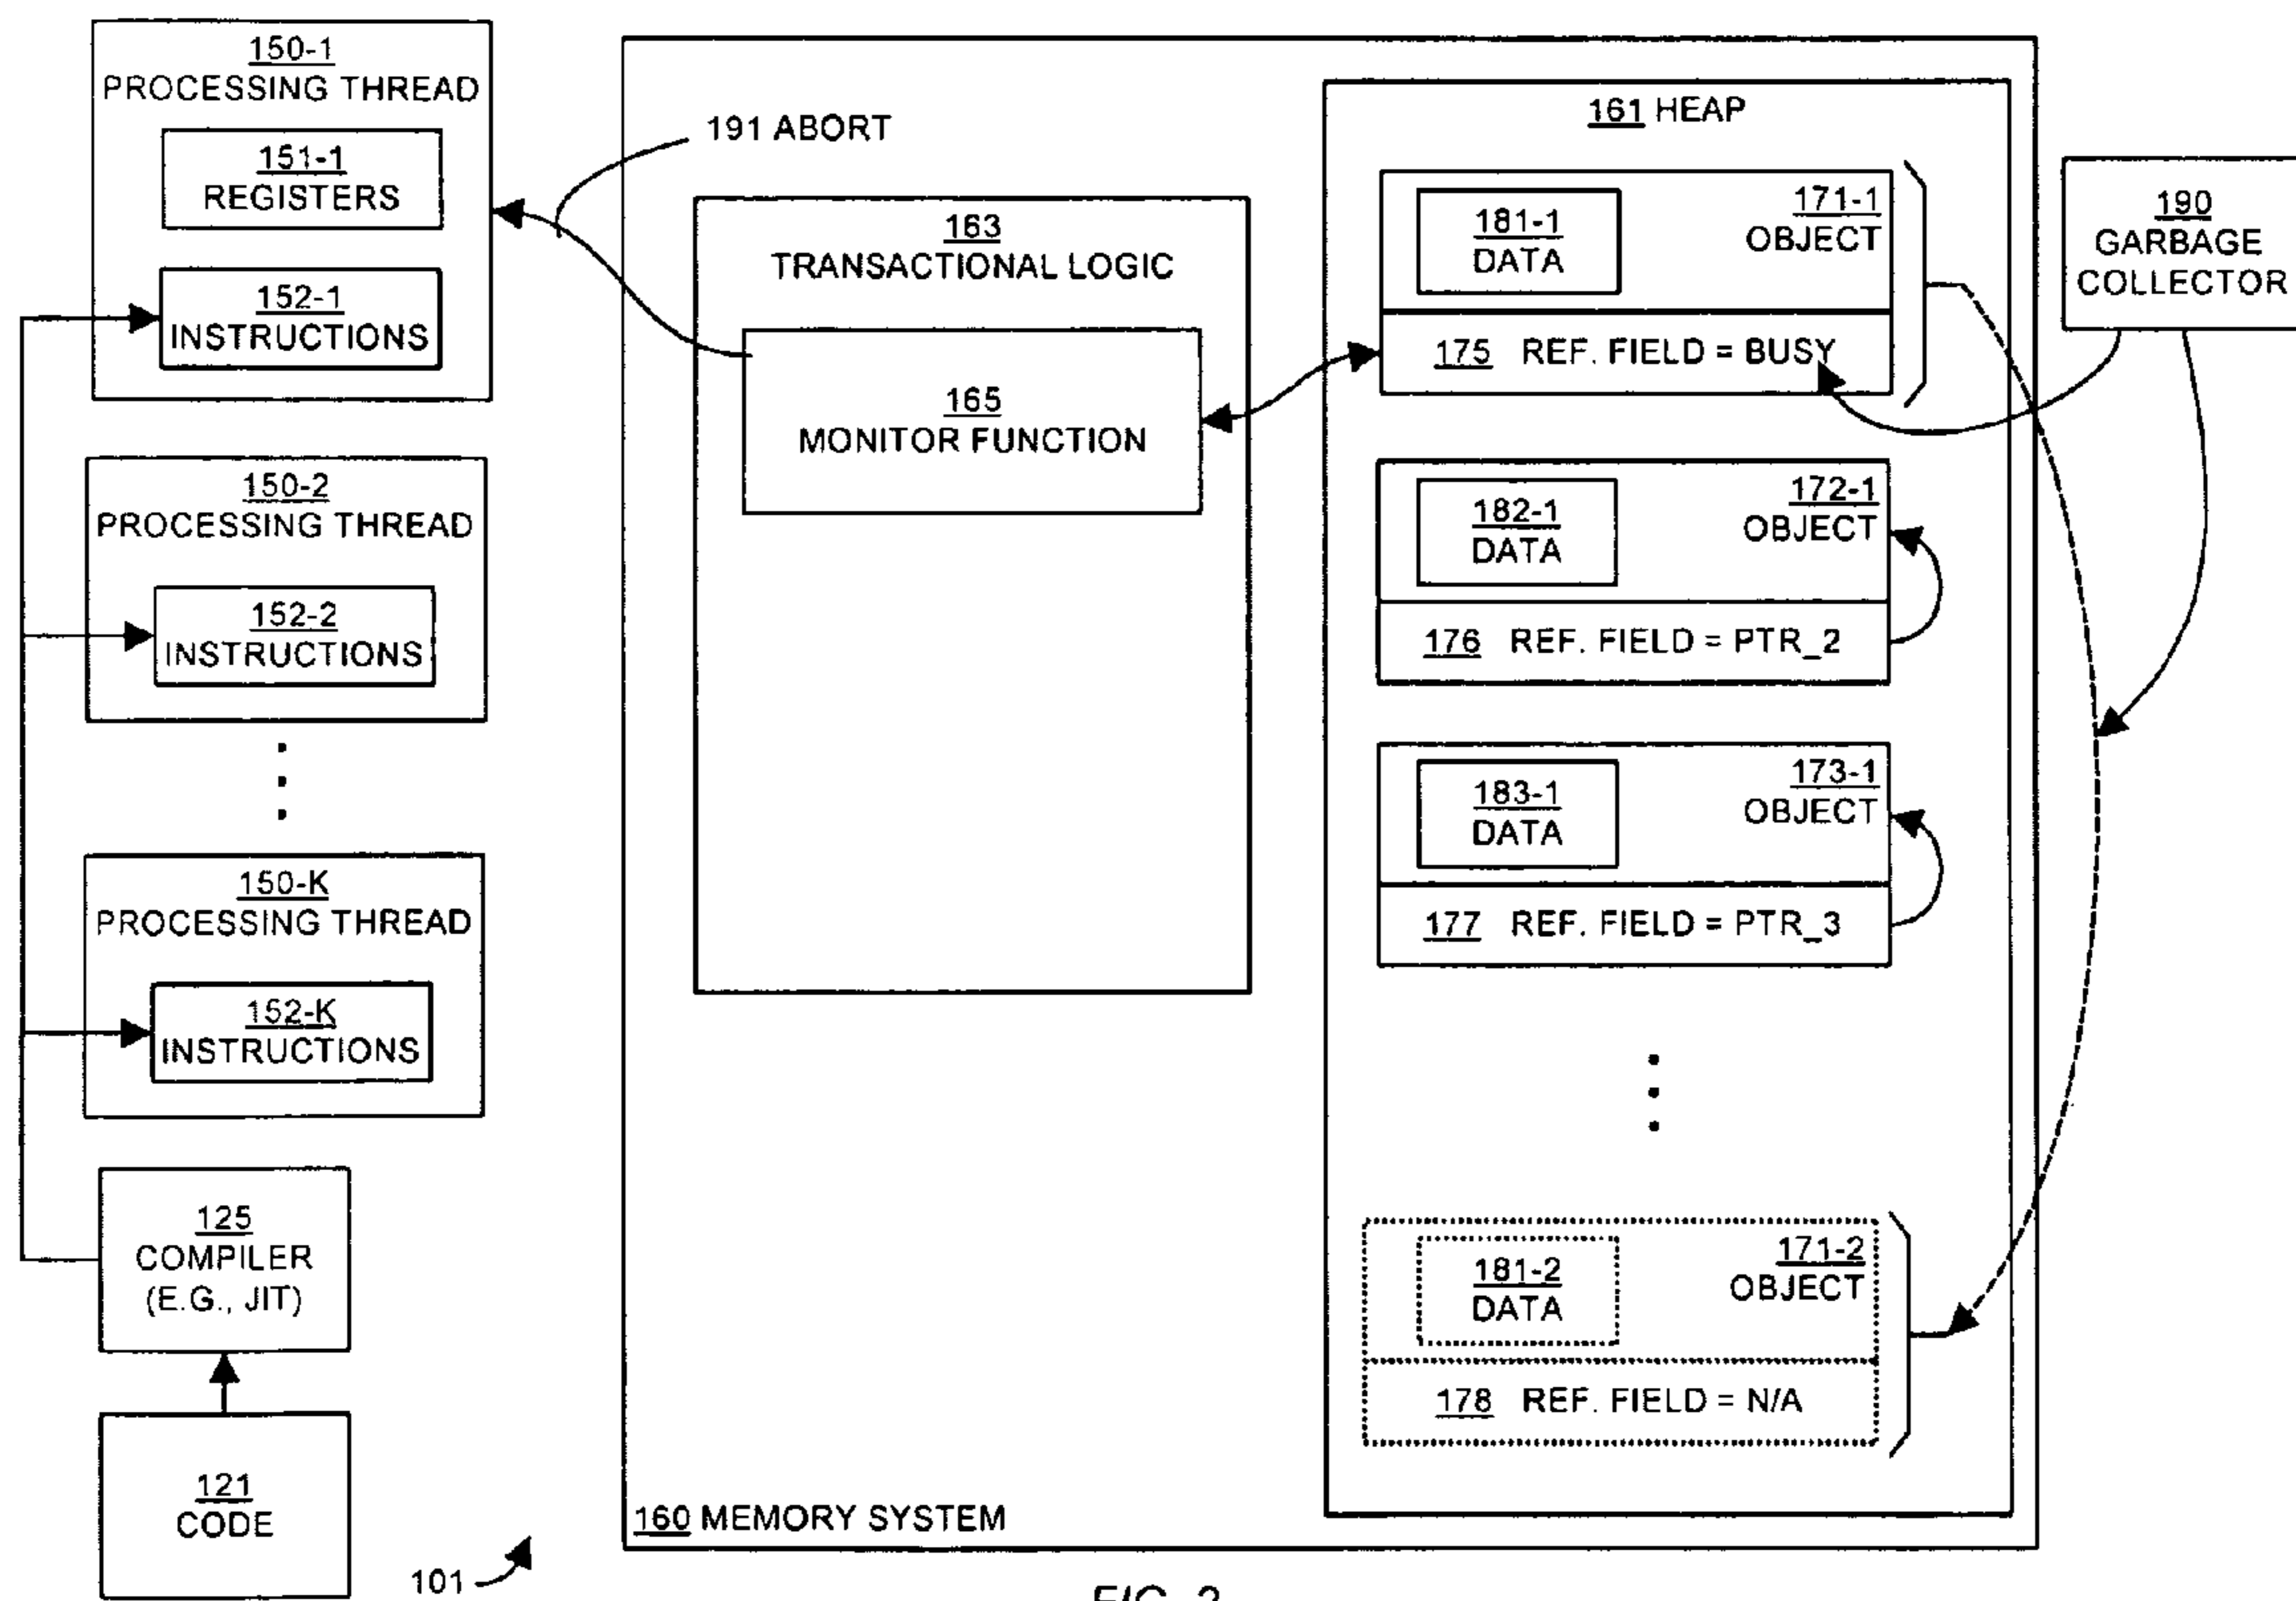 150-1
PROCESSING THREAD
151-1
REGISTERS
152-1
INSTRUCTIONS
150-2
PROCESSING THREAD
152-2
INSTRUCTIONS
150-K
PROCESSING THREAD
152-K
INSTRUCTIONS
125
COMPILER
(E.G., JIT)
121
CODE
101
191 ABORT
163
TRANSACTIONAL LOGIC
165
MONITOR FUNCTION
160 MEMORY SYSTEM
161 HEAP
181-1
DATA
171-1
OBJECT
175 REF. FIELD = BUSY
182-1
DATA
172-1
OBJECT
176 REF. FIELD = PTR_2
183-1
DATA
173-1
OBJECT
177 REF. FIELD = PTR_3
181-2
DATA
171-2
OBJECT
178 REF. FIELD = N/A
190
GARBAGE
COLLECTOR
FIG. 2